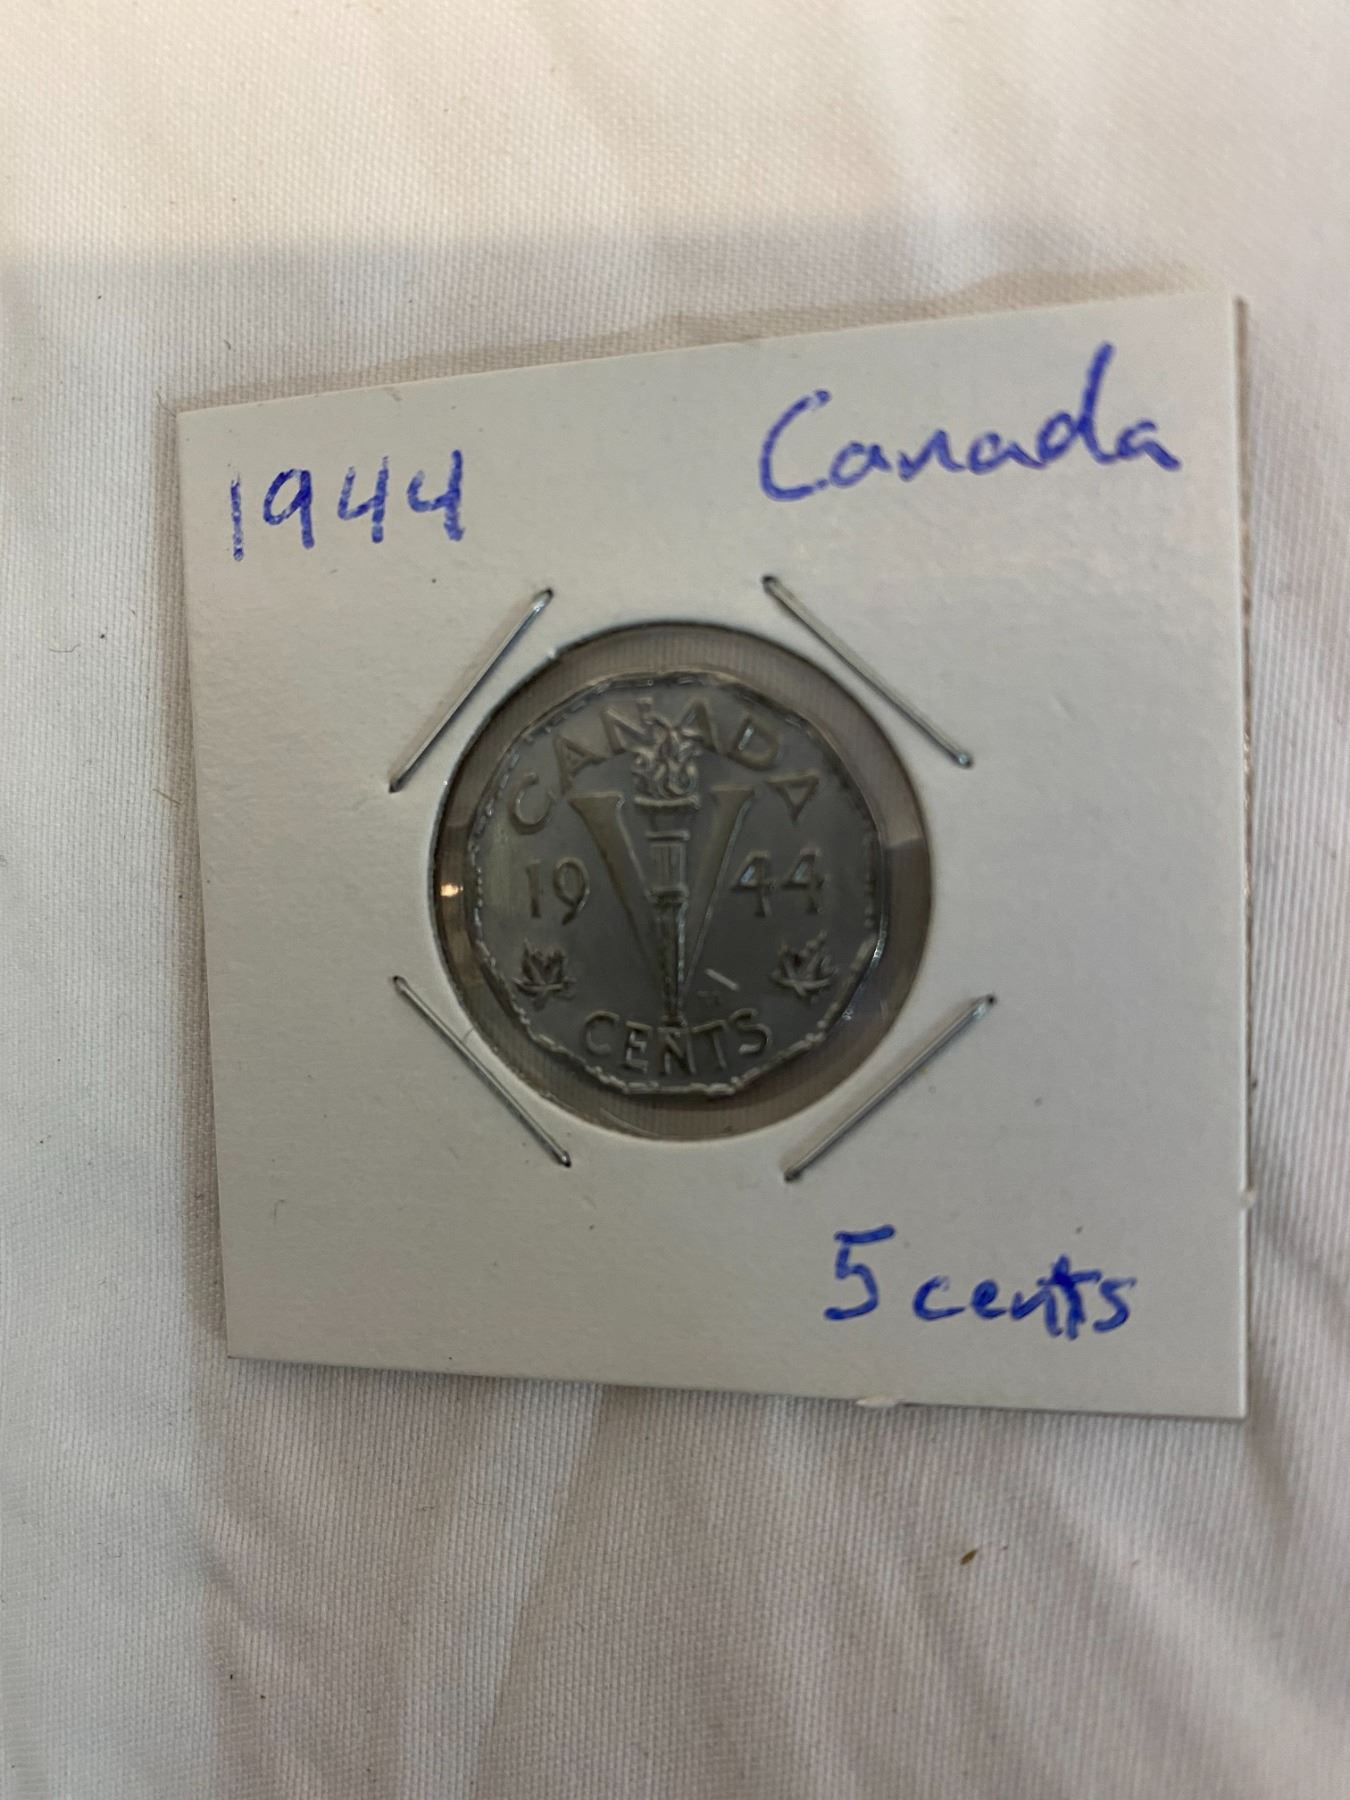 1944 Canada
CANADA
19 V 44
CENTS
5 cents